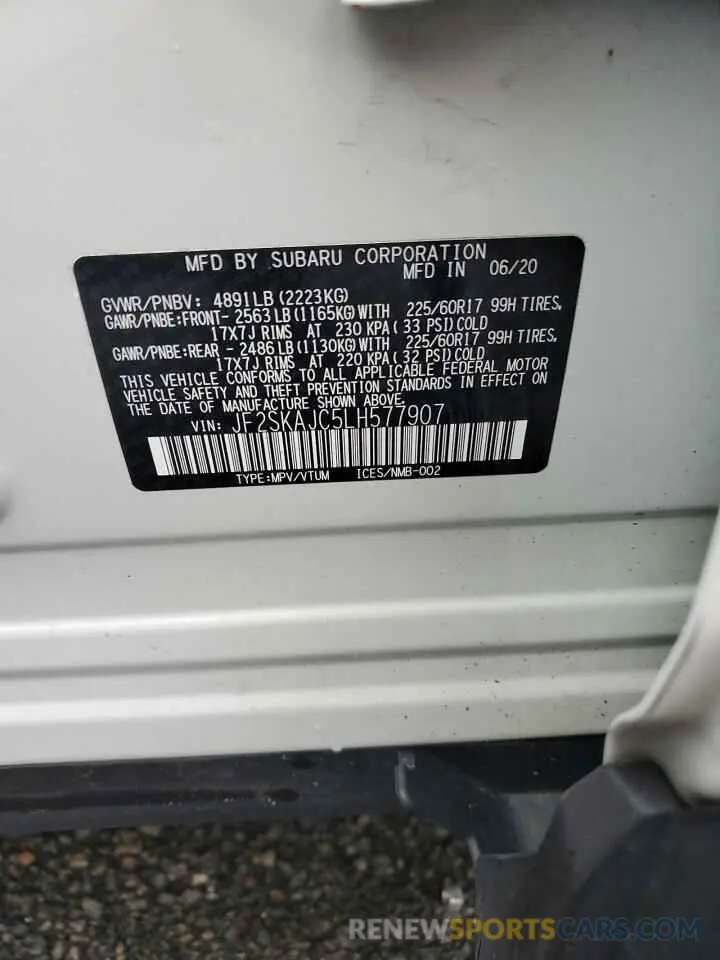 MFD BY SUBARU CORPORATION
MFD IN 06/20
GVWR/PNBV: 4891LB(2223KG)
GAWR/PNBE:FRONT- 2563LB(1165KG)WITH 225/60R17 99H TIRES,
17X7J RIMS AT 230 KPA( 33 PSI)COLD
GAWR/PNBE:REAR - 2486LB(1130KG)WITH 225/60R17 99H TIRES,
17X7J RIMS AT 220 KPA( 32 PSI)COLD
THIS VEHICLE CONFORMS TO ALL APPLICABLE FEDERAL MOTOR
VEHICLE SAFETY AND THEFT PREVENTION STANDARDS IN EFFECT ON
THE DATE OF MANUFACTURE SHOWN ABOVE.
VIN: JF2SKAJC5LH577907
TYPE:MPV/VTUM ICES/NMB-002
RENEWSPORTSCARS.COM